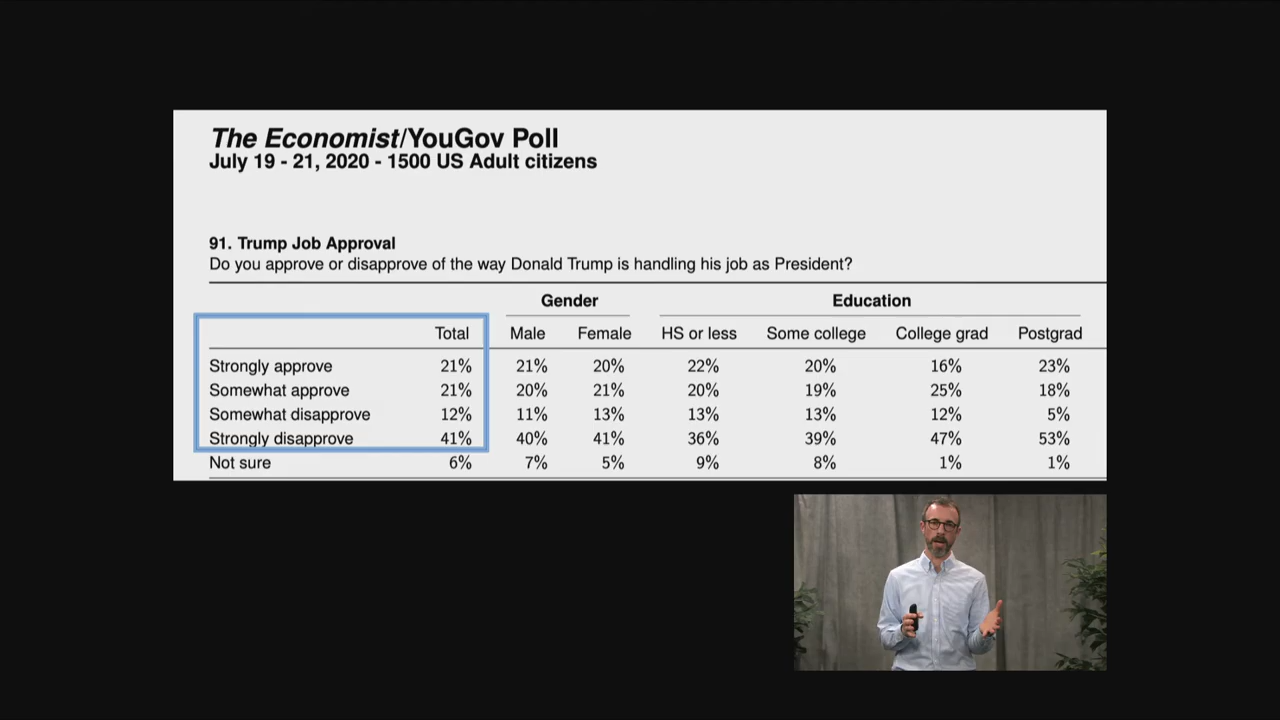 The Economist/YouGov Poll
July 19 - 21, 2020 - 1500 US Adult citizens
91. Trump Job Approval
Do you approve or disapprove of the way Donald Trump is handling his job as President?
Gender Education
Total Male Female HS or less Some college College grad Postgrad
Strongly approve 21% 21% 20% 22% 20% 16% 23%
Somewhat approve 21% 20% 21% 20% 19% 25% 18%
Somewhat disapprove 12% 11% 13% 13% 13% 12% 5%
Strongly disapprove 41% 40% 41% 36% 39% 47% 53%
Not sure 6% 7% 5% 9% 8% 1% 1%